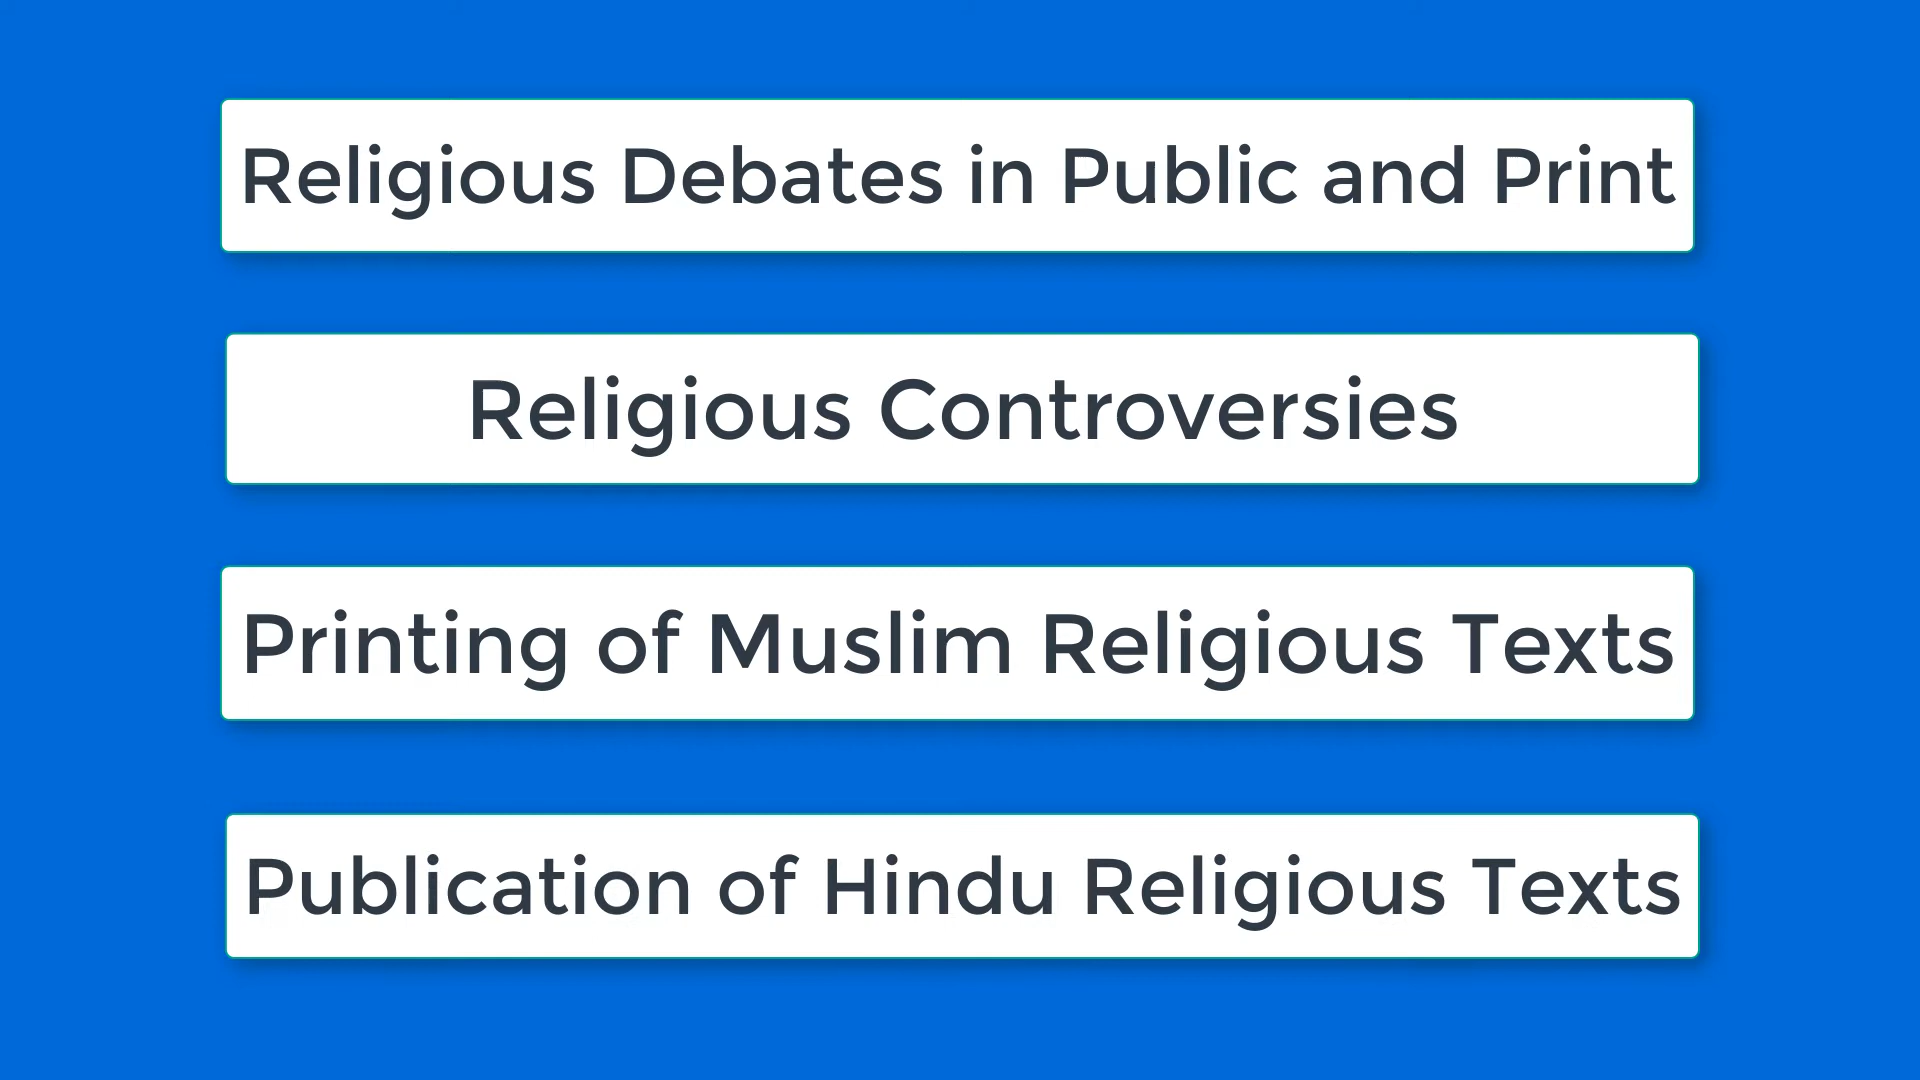 Religious Debates in Public and Print
Religious Controversies
Printing of Muslim Religious Texts
Publication of Hindu Religious Texts